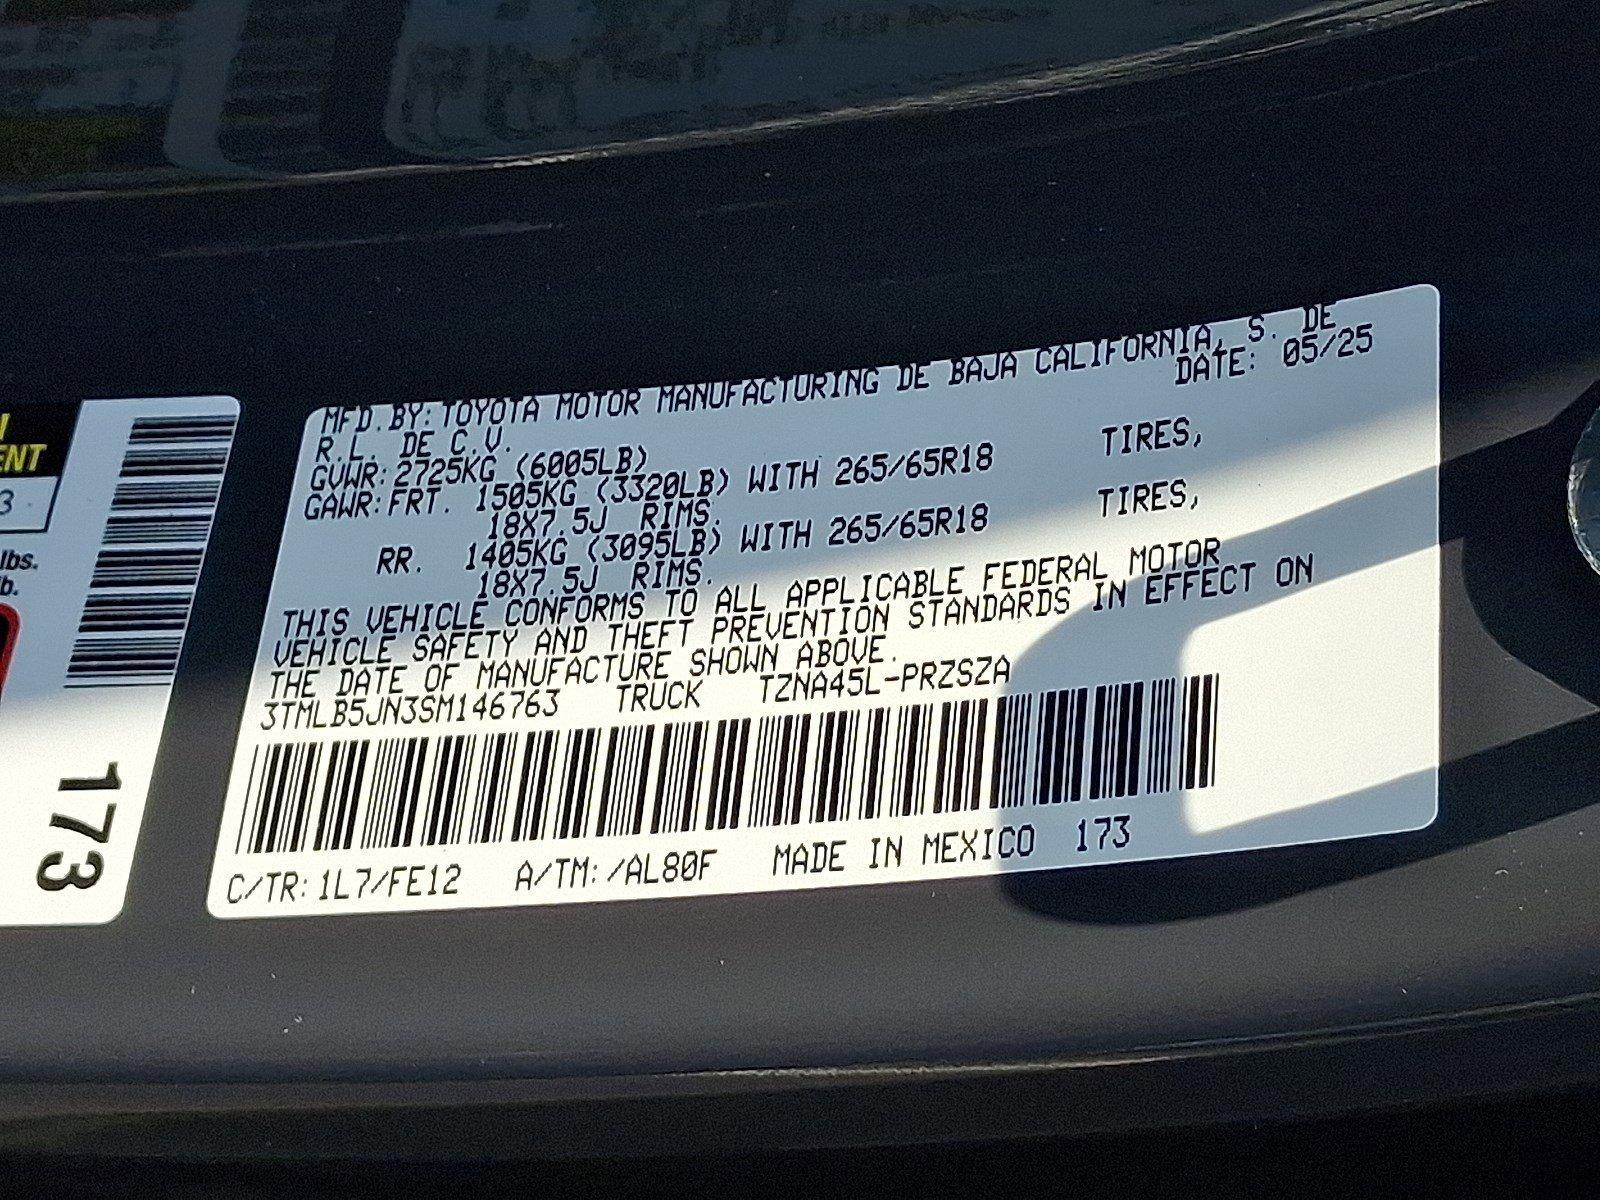 ENT
3
lbs.
b.
173
MFD. BY: TOYOTA MOTOR MANUFACTURING DE BAJA CALIFORNIA, S. DE
R.L. DE C.V. DATE: 05/25
GVWR: 2725KG (6005LB)
GAWR: FRT. 1505KG (3320LB) WITH 265/65R18 TIRES,
18X7.5J RIMS.
RR. 1405KG (3095LB) WITH 265/65R18 TIRES,
18X7.5J RIMS.
THIS VEHICLE CONFORMS TO ALL APPLICABLE FEDERAL MOTOR
VEHICLE SAFETY AND THEFT PREVENTION STANDARDS IN EFFECT ON
THE DATE OF MANUFACTURE SHOWN ABOVE.
3TMLB5JN3SM146763 TRUCK TZNA45L-PRZSZA
C/TR: 1L7/FE12 A/TM: /AL80F MADE IN MEXICO 173